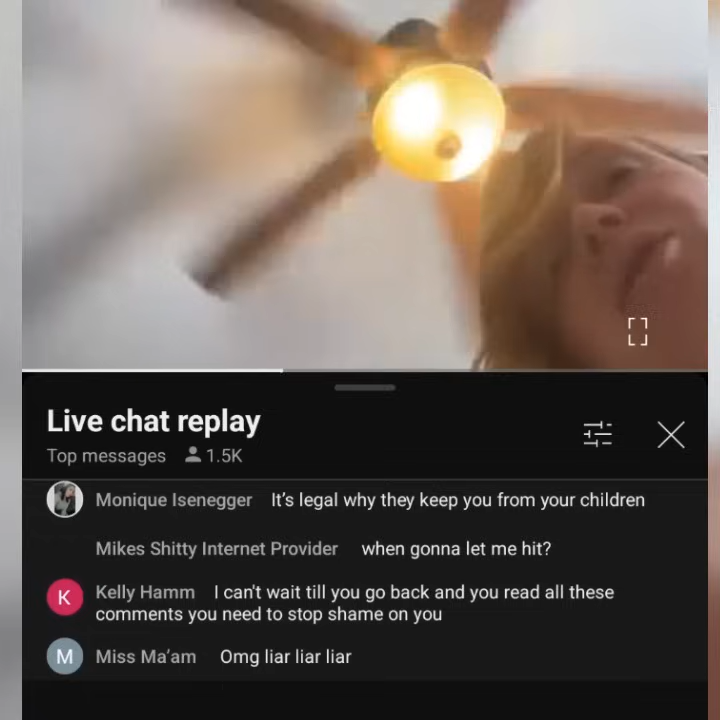 Live chat replay
Top messages 1.5K
Monique Isenegger It's legal why they keep you from your children
Mikes Shitty Internet Provider when gonna let me hit?
K Kelly Hamm I can't wait till you go back and you read all these
comments you need to stop shame on you
M Miss Ma'am Omg liar liar liar